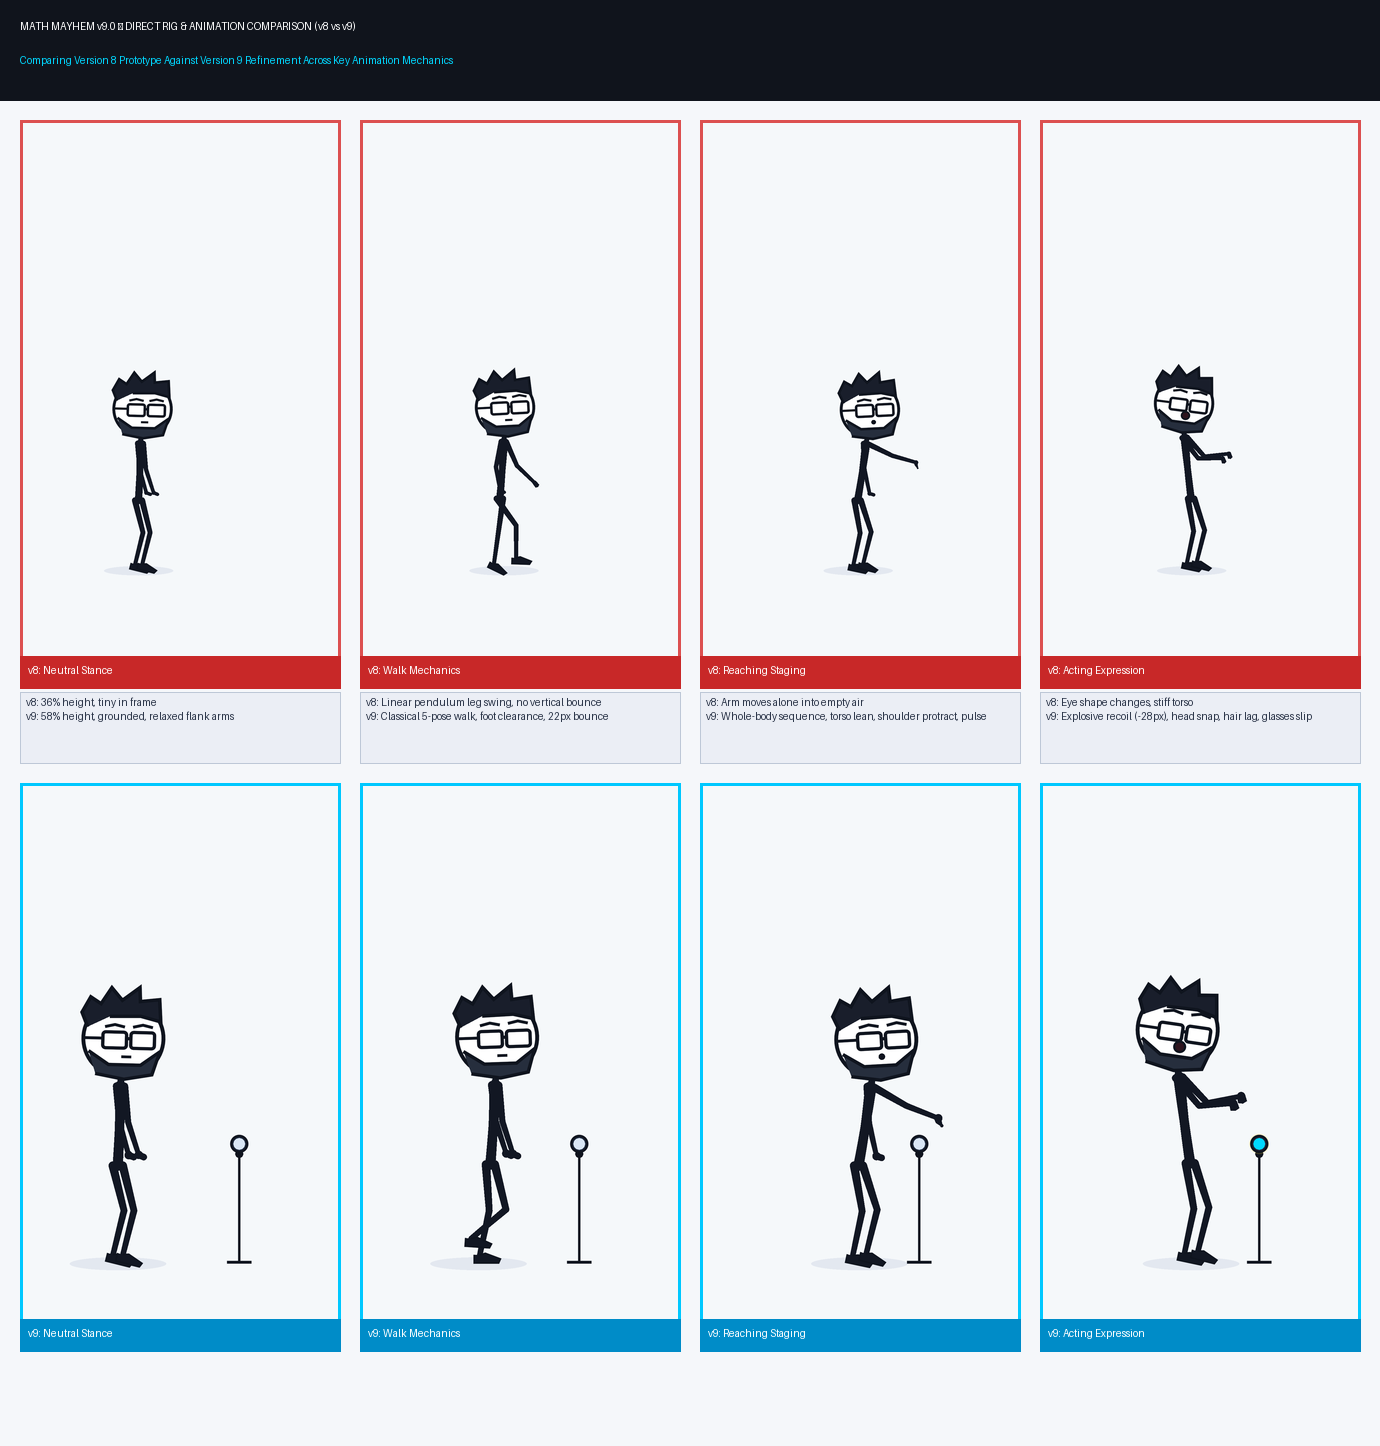 MATH MAYHEM v9.0 ▯ DIRECT RIG & ANIMATION COMPARISON (v8 vs v9)
Comparing Version 8 Prototype Against Version 9 Refinement Across Key Animation Mechanics
v8: Neutral Stance
v8: Walk Mechanics
v8: Reaching Staging
v8: Acting Expression
v8: 36% height, tiny in frame
v9: 58% height, grounded, relaxed flank arms
v8: Linear pendulum leg swing, no vertical bounce
v9: Classical 5-pose walk, foot clearance, 22px bounce
v8: Arm moves alone into empty air
v9: Whole-body sequence, torso lean, shoulder protract, pulse
v8: Eye shape changes, stiff torso
v9: Explosive recoil (-28px), head snap, hair lag, glasses slip
v9: Neutral Stance
v9: Walk Mechanics
v9: Reaching Staging
v9: Acting Expression